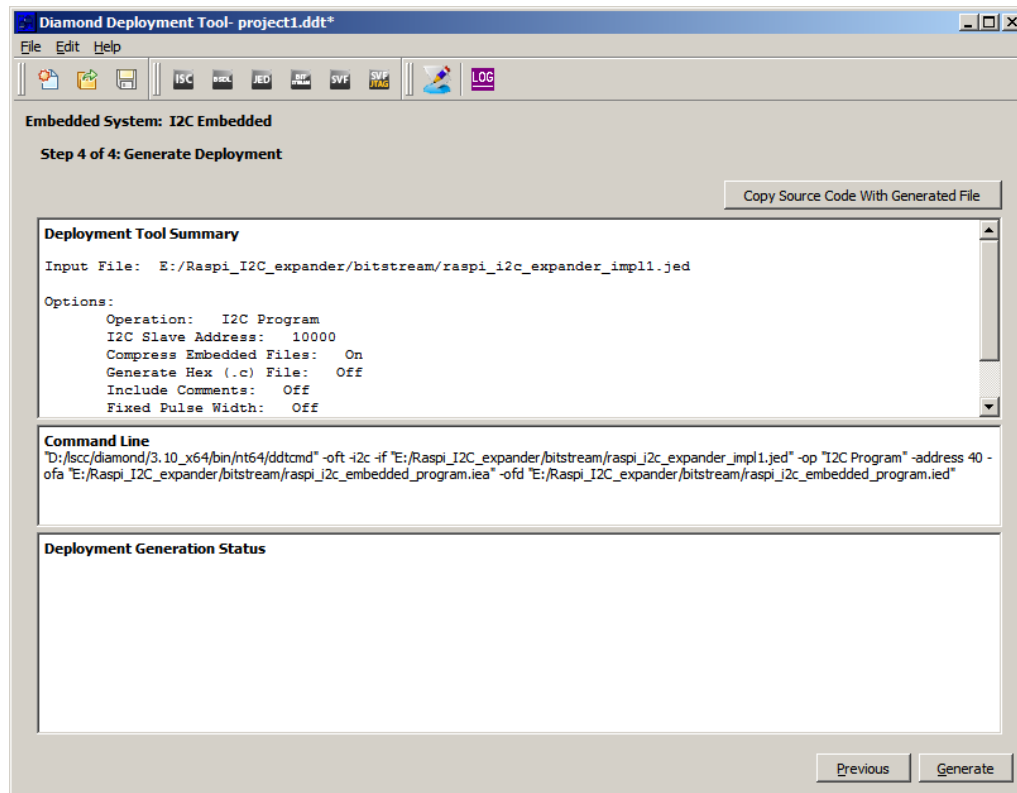 Diamond Deployment Tool- project1.ddt*
File Edit Help
ISC BSDL JED BIT STREAM SVF SVF JTAG LOG
Embedded System: I2C Embedded
Step 4 of 4: Generate Deployment
Copy Source Code With Generated File
Deployment Tool Summary
Input File: E:/Raspi_I2C_expander/bitstream/raspi_i2c_expander_impl1.jed
Options:
Operation: I2C Program
I2C Slave Address: 10000
Compress Embedded Files: On
Generate Hex (.c) File: Off
Include Comments: Off
Fixed Pulse Width: Off
Command Line
"D:/lscc/diamond/3.10_x64/bin/nt64/ddtcmd" -oft -i2c -if "E:/Raspi_I2C_expander/bitstream/raspi_i2c_expander_impl1.jed" -op "I2C Program" -address 40 -
ofa "E:/Raspi_I2C_expander/bitstream/raspi_i2c_embedded_program.iea" -ofd "E:/Raspi_I2C_expander/bitstream/raspi_i2c_embedded_program.ied"
Deployment Generation Status
Previous Generate